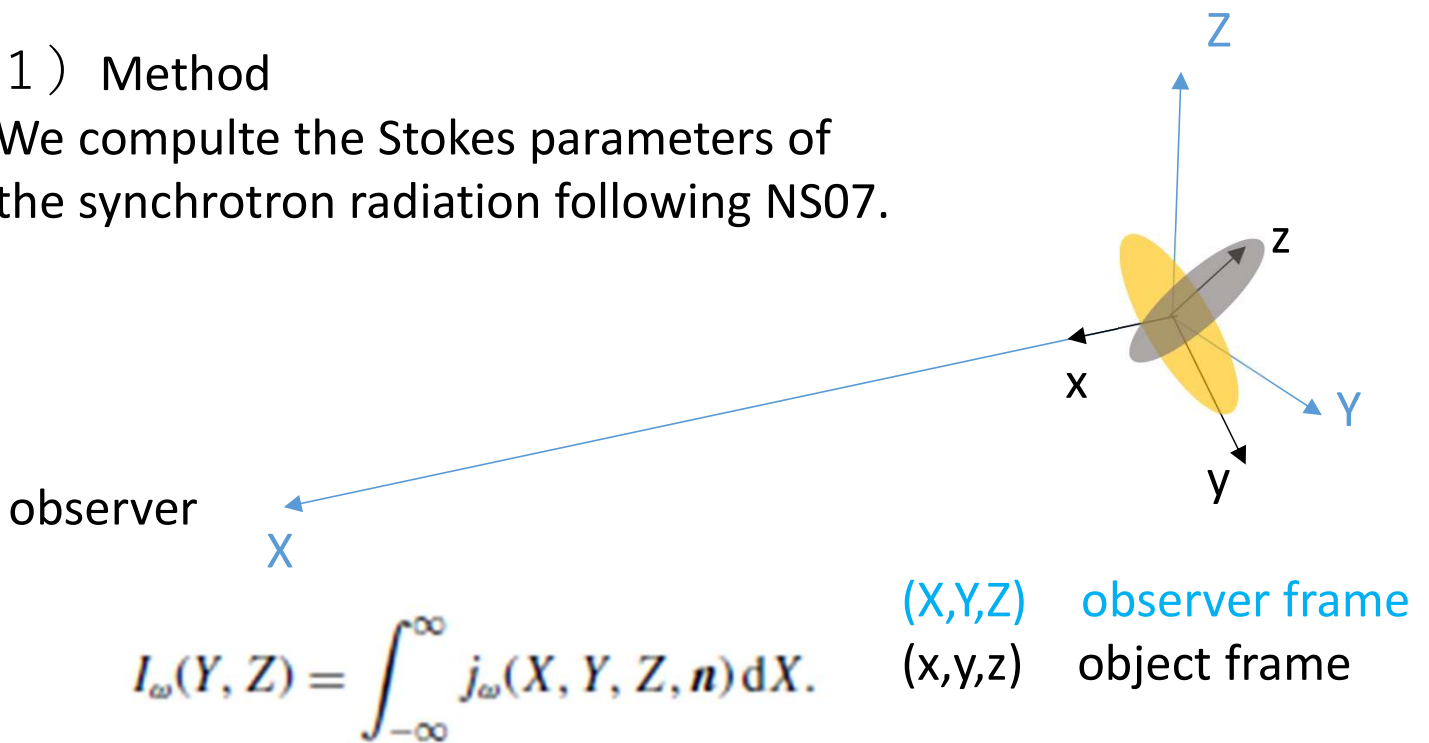 1） Method
We compulte the Stokes parameters of
the synchrotron radiation following NS07.
Z
z
x
Y
y
observer
X
(X,Y,Z) observer frame
(x,y,z) object frame
I_ω(Y, Z) = ∫_{-∞}^{∞} j_ω(X, Y, Z, n) dX.